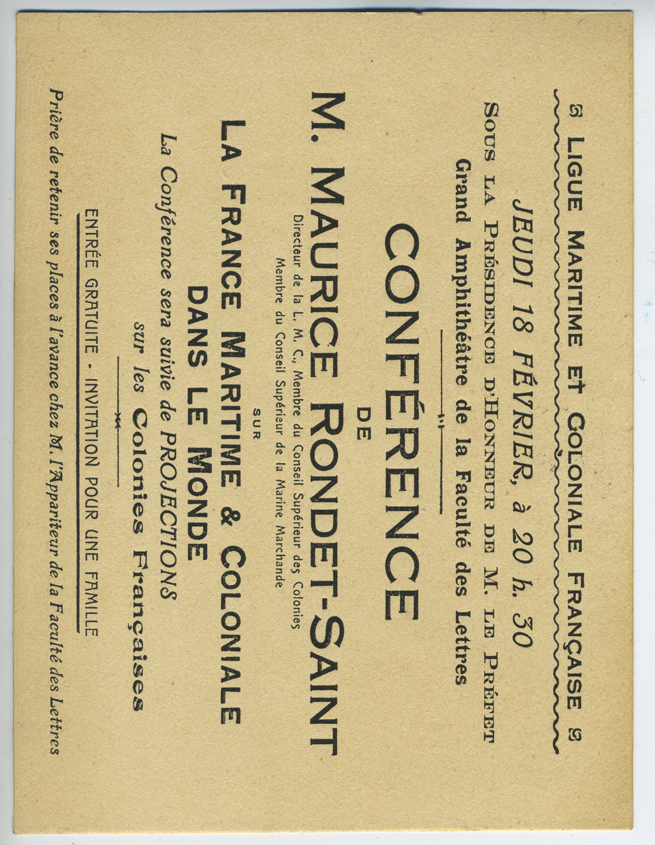 Ligue Maritime et Coloniale Française
JEUDI 18 FÉVRIER, à 20 h. 30
Sous la Présidence d'Honneur de M. le Préfet
Grand Amphithéâtre de la Faculté des Lettres
CONFÉRENCE
DE
M. Maurice Rondet-Saint
Directeur de la L. M. C., Membre du Conseil Supérieur des Colonies
Membre du Conseil Supérieur de la Marine Marchande
SUR
La France Maritime & Coloniale
dans le Monde
La Conférence sera suivie de PROJECTIONS
sur les Colonies Françaises
ENTRÉE GRATUITE - INVITATION POUR UNE FAMILLE
Prière de retenir ses places à l'avance chez M. l'Appariteur de la Faculté des Lettres